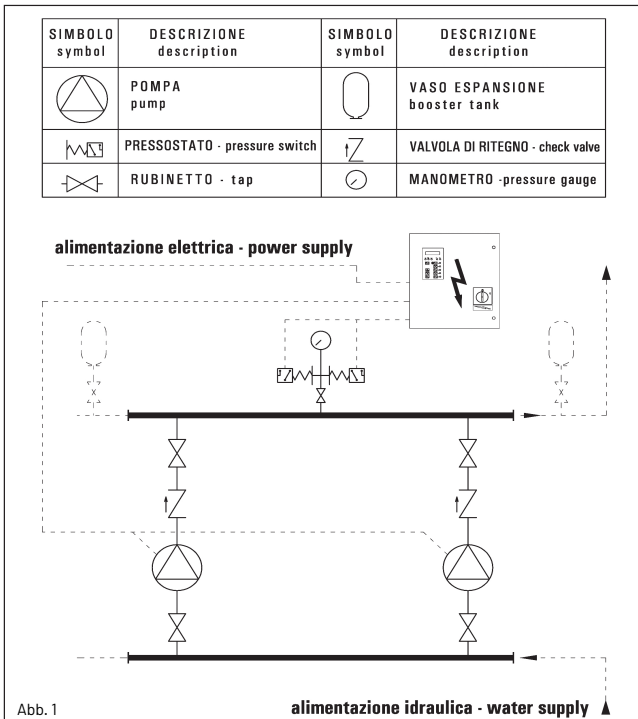 SIMBOLO DESCRIZIONE SIMBOLO DESCRIZIONE
symbol description symbol description
POMPA VASO ESPANSIONE
pump booster tank
PRESSOSTATO - pressure switch VALVOLA DI RITEGNO - check valve
RUBINETTO - tap MANOMETRO -pressure gauge
alimentazione elettrica - power supply
Abb. 1 alimentazione idraulica - water supply